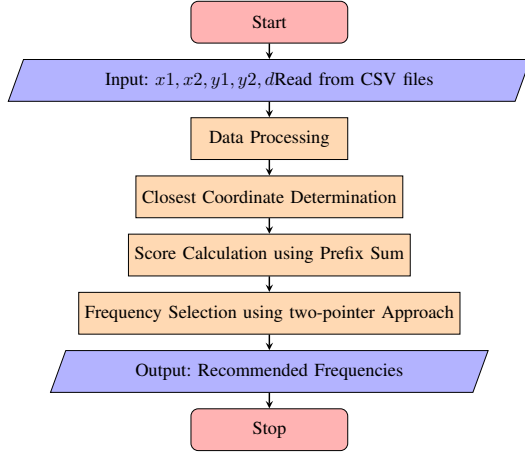 Start
Input: x1, x2, y1, y2, dRead from CSV files
Data Processing
Closest Coordinate Determination
Score Calculation using Prefix Sum
Frequency Selection using two-pointer Approach
Output: Recommended Frequencies
Stop